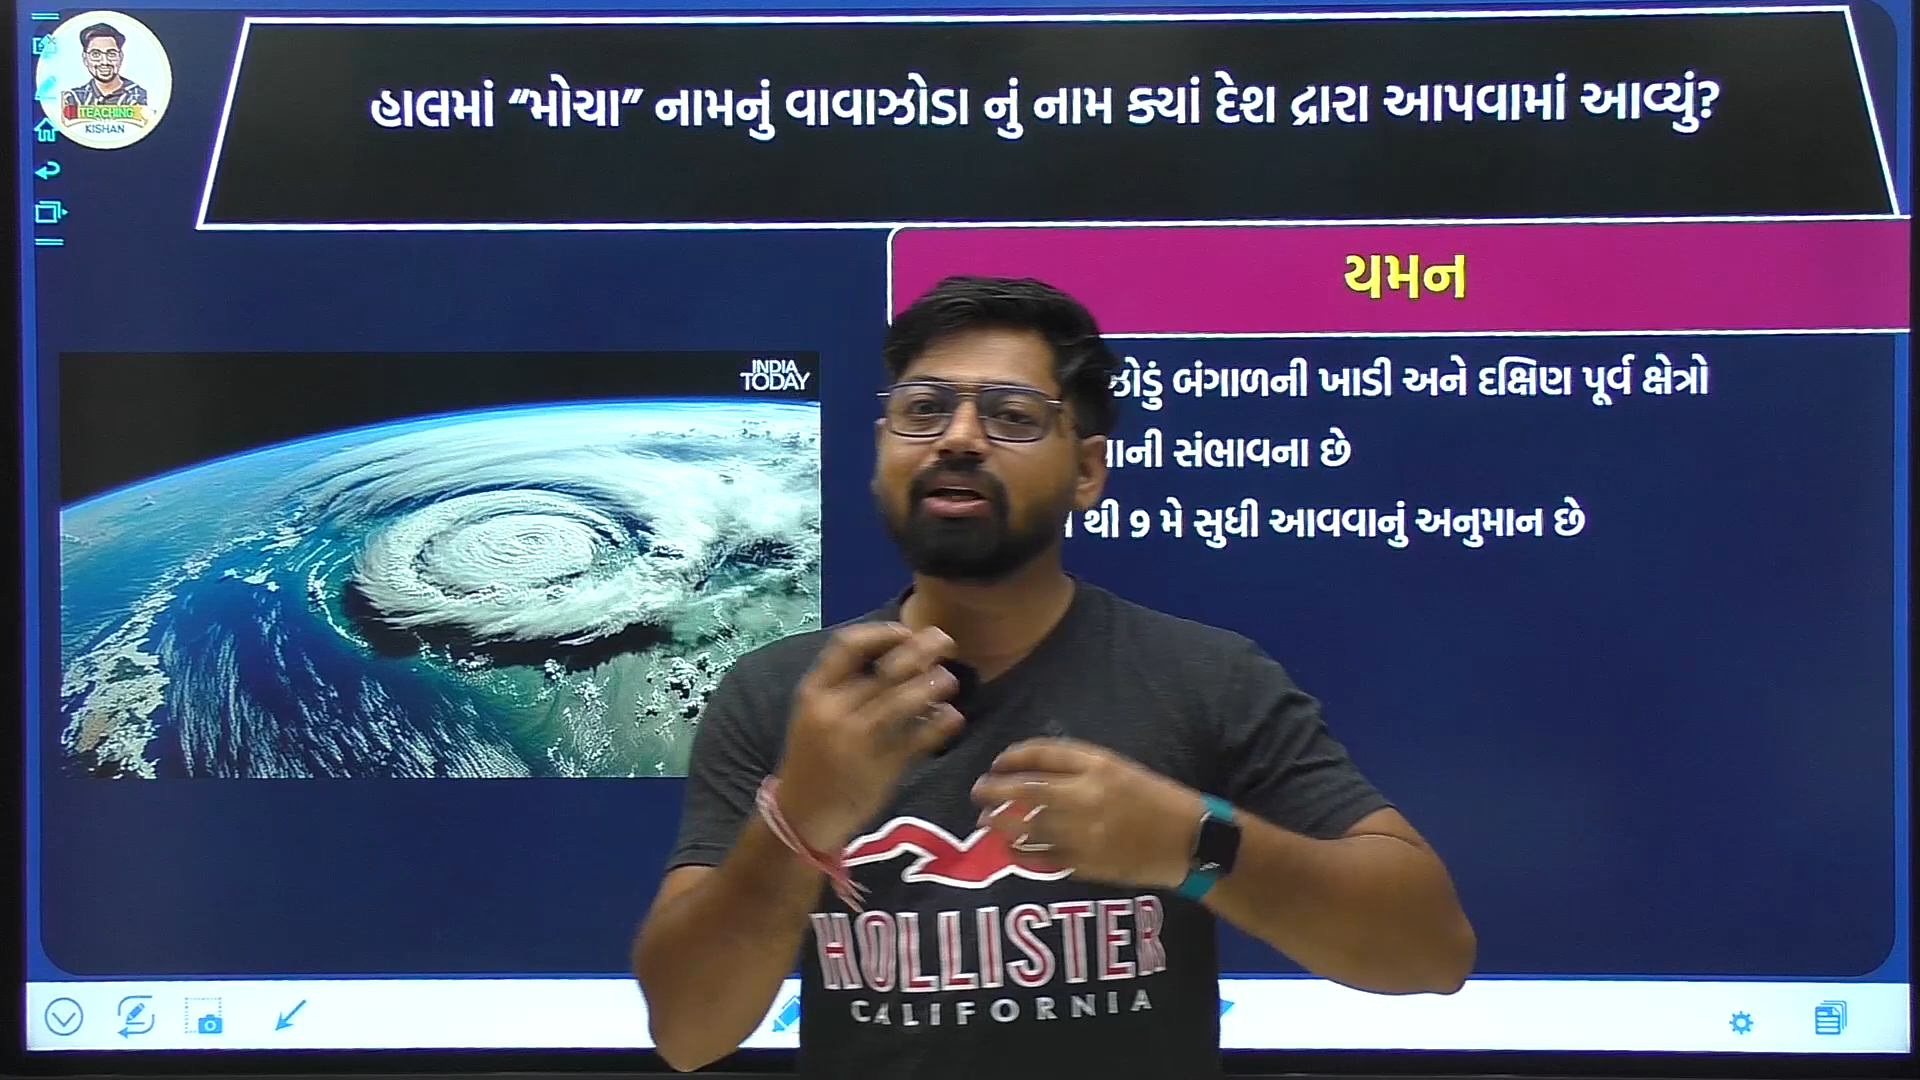 TEACHING
KISHAN
હાલમાં “મોચા” નામનું વાવાઝોડા નું નામ ક્યાં દેશ દ્રારા આપવામાં આવ્યું?
યમન
INDIA
TODAY
બંગાળની ખાડી અને દક્ષિણ પૂર્વ ક્ષેત્રો
સંભાવના છે
થી 9 મે સુધી આવવાનું અનુમાન છે
HOLLISTER
CALIFORNIA